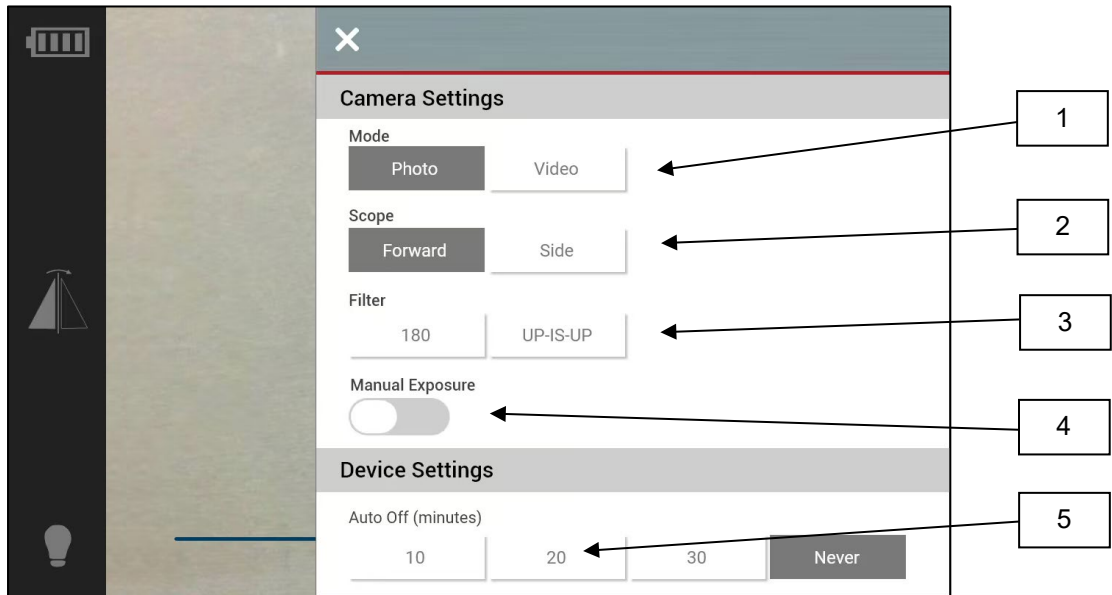 Camera Settings
1
Mode
Photo Video
Scope
2
Forward Side
Filter
3
180 UP-IS-UP
Manual Exposure
4
Device Settings
Auto Off (minutes)
5
10 20 30 Never